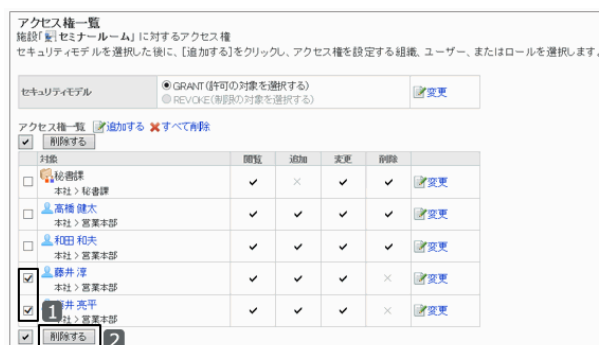 アクセス権一覧
施設「セミナールーム」に対するアクセス権
セキュリティモデルを選択した後に、[追加する]をクリックし、アクセス権を設定する組織、ユーザー、またはロールを選択します。
セキュリティモデル
GRANT(許可の対象を選択する)
REVOKE(制限の対象を選択する)
変更
アクセス権一覧 追加する すべて削除
削除する
対象 閲覧 追加 変更 削除
秘書課 変更
本社 > 秘書課
高橋 健太 変更
本社 > 営業本部
和田 和夫 変更
本社 > 営業本部
藤井 淳 変更
本社 > 営業本部
井 亮平 変更
1 社 > 営業本部
削除する 2